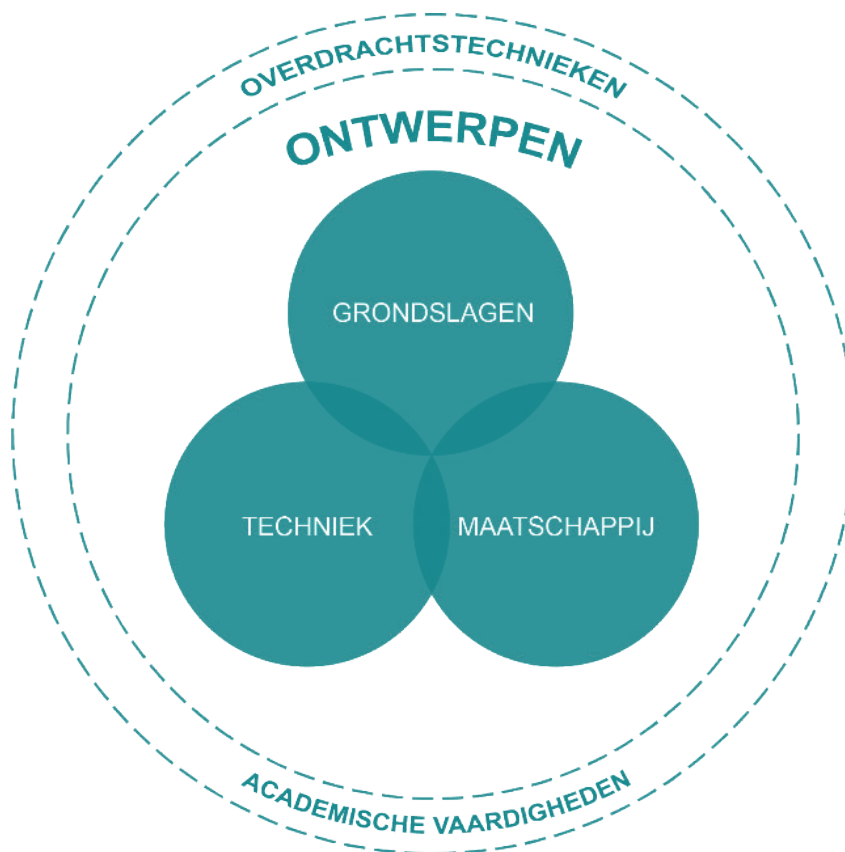 OVERDRACHTSTECHNIEKEN
ONTWERPEN
GRONDSLAGEN
TECHNIEK
MAATSCHAPPIJ
ACADEMISCHE VAARDIGHEDEN